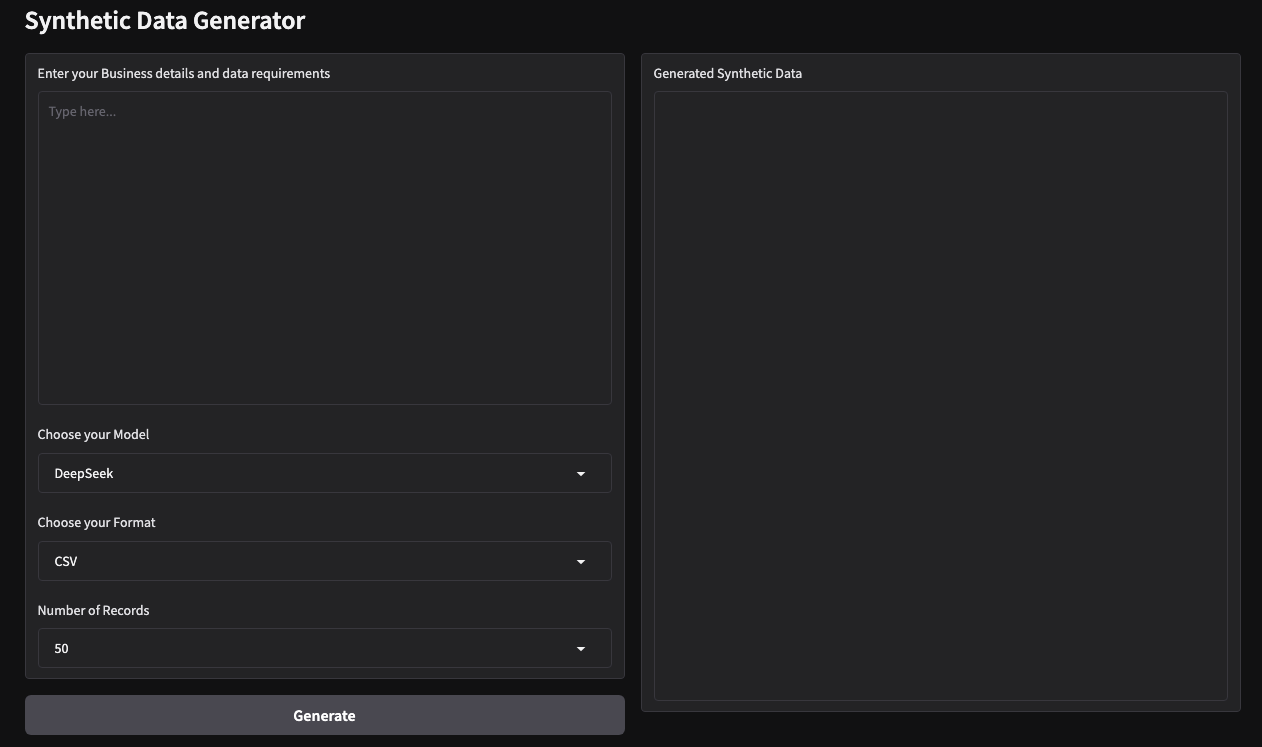 Synthetic Data Generator
Enter your Business details and data requirements
Type here...
Choose your Model
DeepSeek
Choose your Format
CSV
Number of Records
50
Generate
Generated Synthetic Data